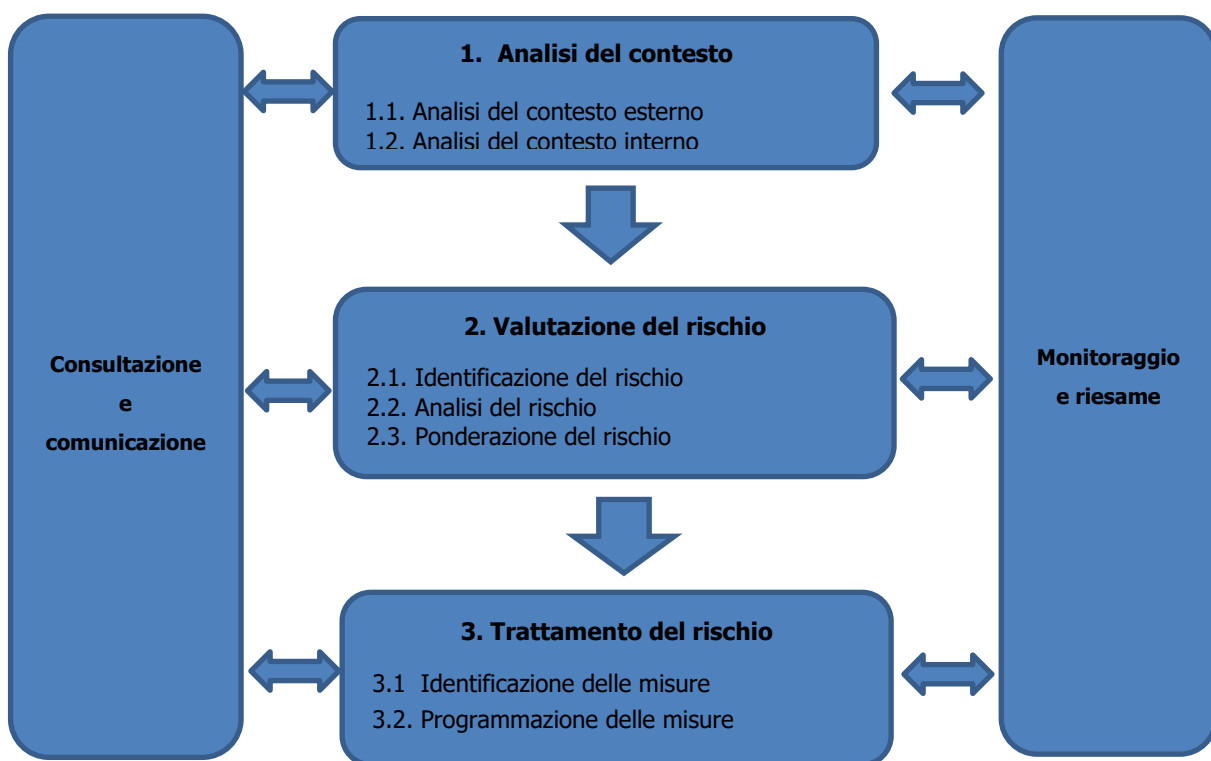 1. Analisi del contesto
1.1. Analisi del contesto esterno
1.2. Analisi del contesto interno
Consultazione
e
comunicazione
2. Valutazione del rischio
2.1. Identificazione del rischio
2.2. Analisi del rischio
2.3. Ponderazione del rischio
Monitoraggio
e riesame
3. Trattamento del rischio
3.1 Identificazione delle misure
3.2. Programmazione delle misure